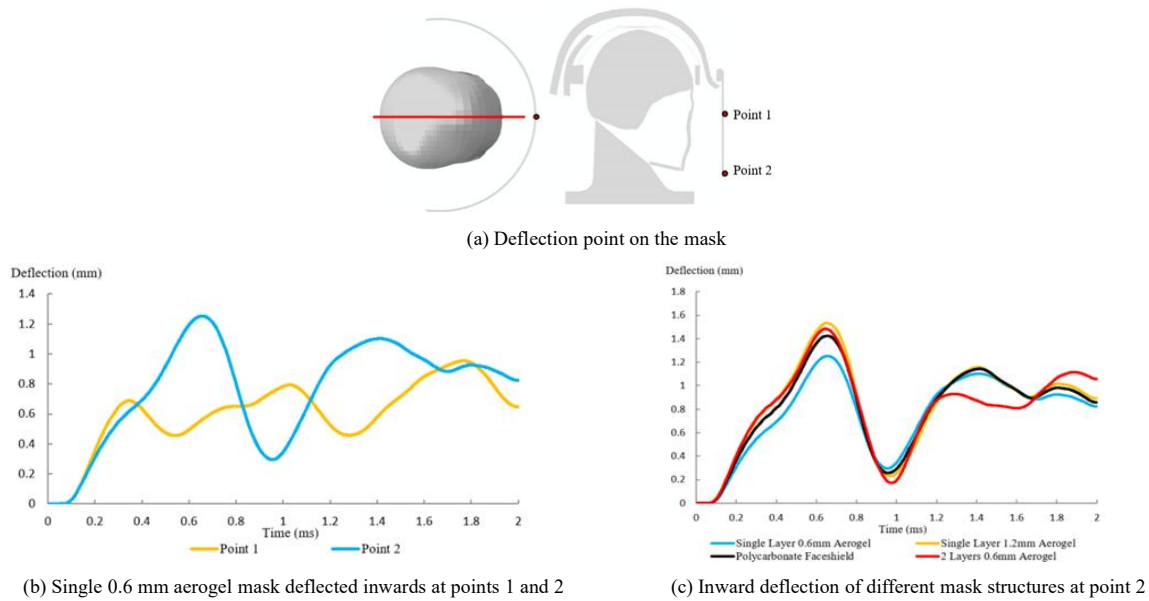 Point 1
Point 2
(a) Deflection point on the mask
Deflection (mm)
1.4
1.2
1
0.8
0.6
0.4
0.2
0
0 0.2 0.4 0.6 0.8 1 1.2 1.4 1.6 1.8 2
Time (ms)
Point 1 Point 2
(b) Single 0.6 mm aerogel mask deflected inwards at points 1 and 2
Deflection (mm)
1.8
1.6
1.4
1.2
1
0.8
0.6
0.4
0.2
0
0 0.2 0.4 0.6 0.8 1 1.2 1.4 1.6 1.8 2
Time (ms)
Single Layer 0.6mm Aerogel Single Layer 1.2mm Aerogel
Polycarbonate Faceshield 2 Layers 0.6mm Aerogel
(c) Inward deflection of different mask structures at point 2